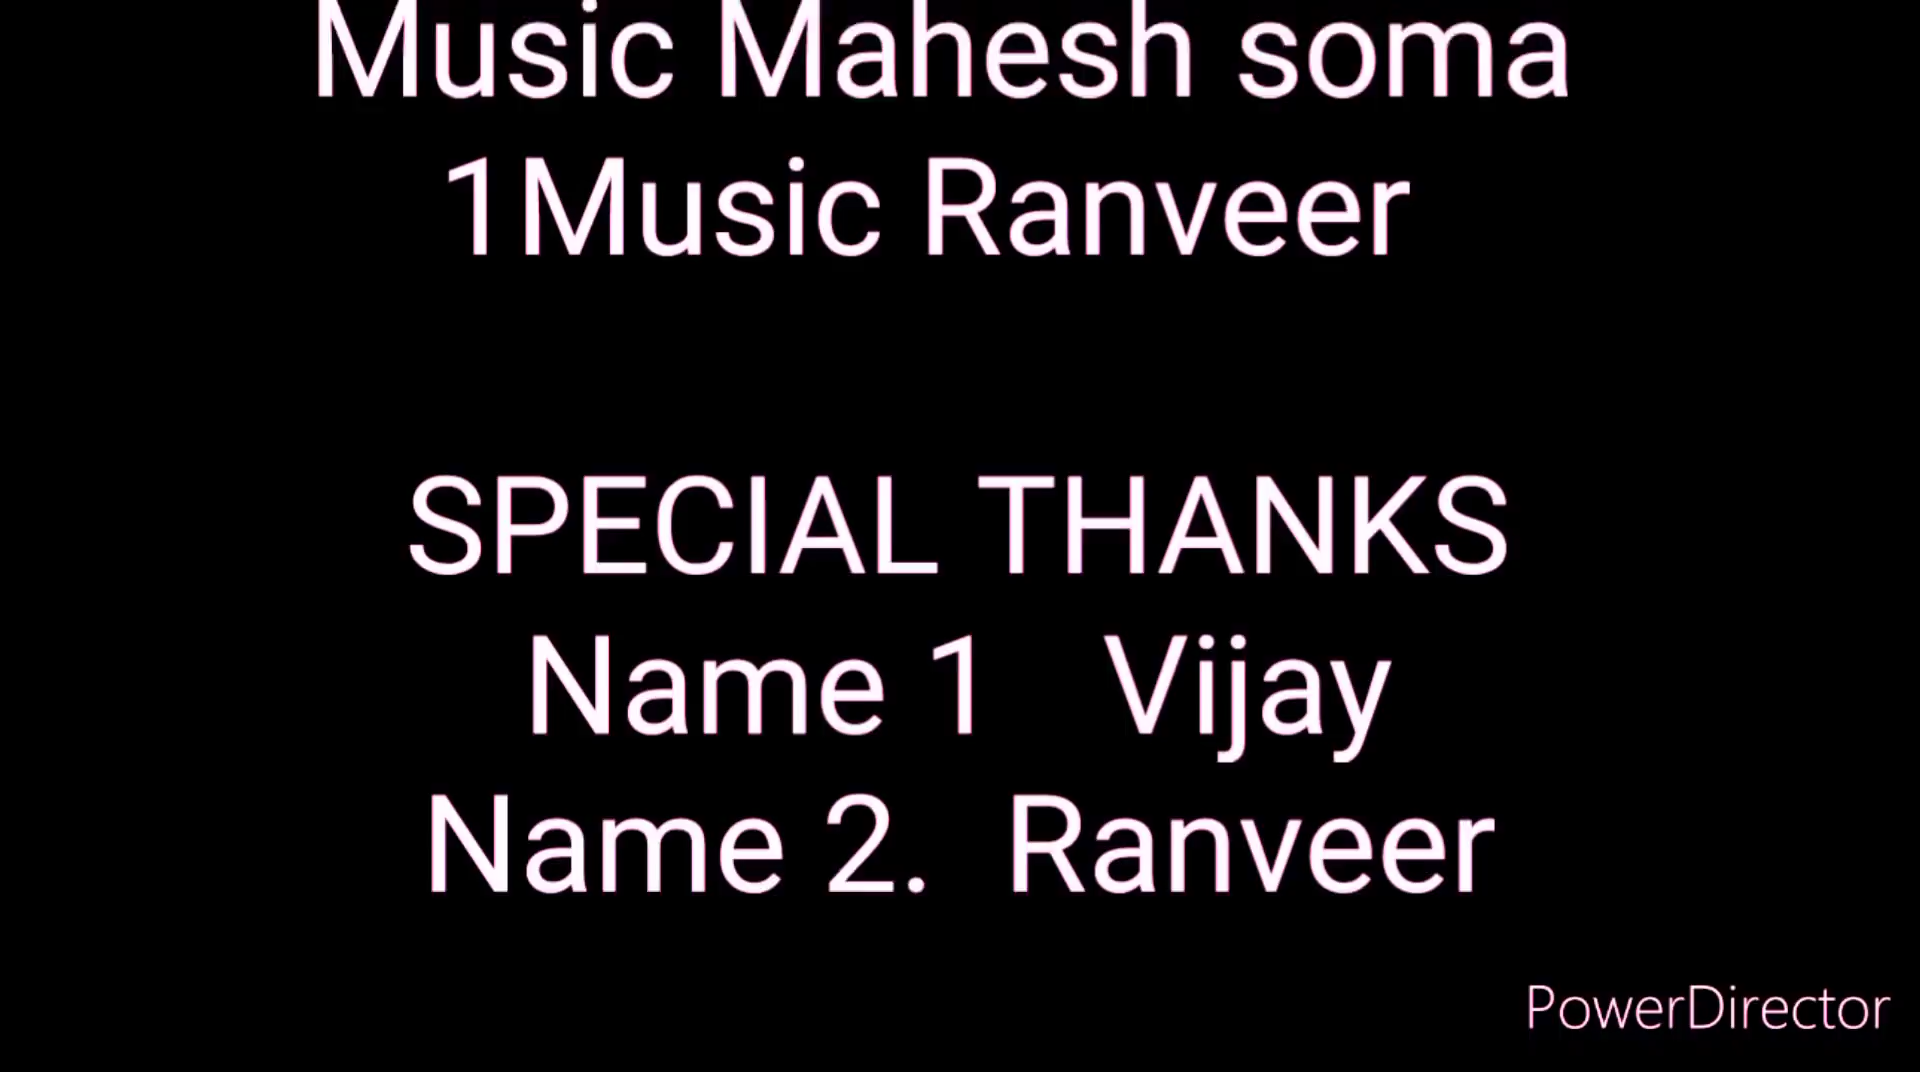 Music Mahesh soma
1Music Ranveer
SPECIAL THANKS
Name 1   Vijay
Name 2.  Ranveer
PowerDirector